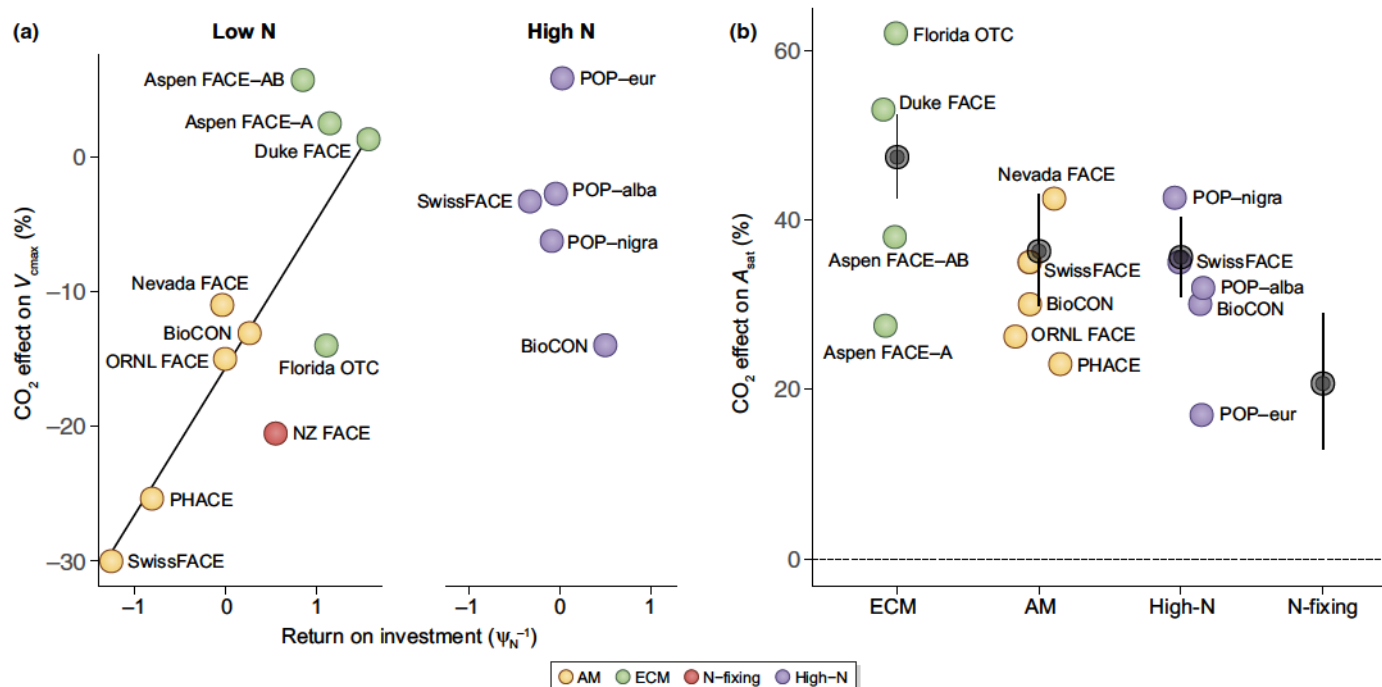 (a)
Low N
High N
CO2 effect on Vcmax (%)
0
−10
−20
−30
Aspen FACE–AB
Aspen FACE–A
Duke FACE
Nevada FACE
BioCON
ORNL FACE
Florida OTC
NZ FACE
PHACE
SwissFACE
POP–eur
SwissFACE
POP–alba
POP–nigra
BioCON
−1
0
1
−1
0
1
Return on investment (ψN−1)
(b)
CO2 effect on Asat (%)
60
40
20
0
Florida OTC
Duke FACE
Aspen FACE–AB
Aspen FACE–A
Nevada FACE
SwissFACE
BioCON
ORNL FACE
PHACE
POP–nigra
SwissFACE
POP–alba
BioCON
POP–eur
ECM
AM
High-N
N-fixing
AM
ECM
N−fixing
High−N